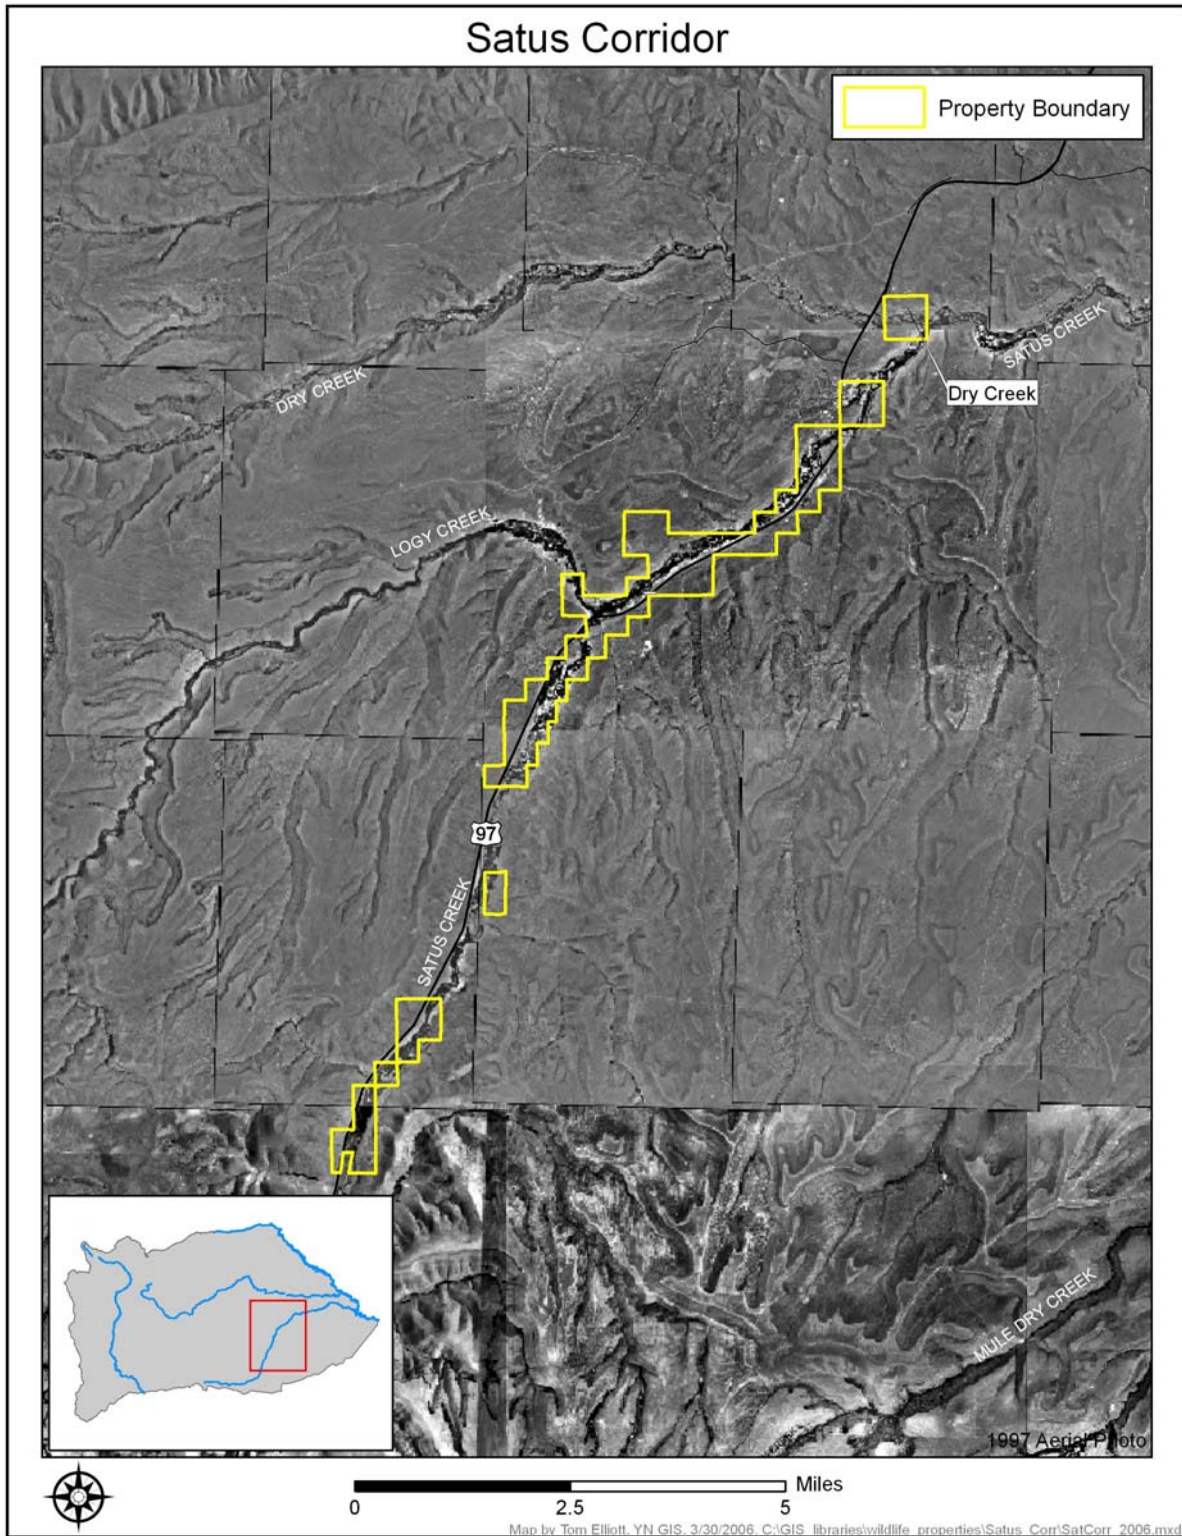 Satus Corridor
Property Boundary
SATUS CREEK
DRY CREEK
Dry Creek
LOGY CREEK
97
SATUS CREEK
MULE DRY CREEK
1997 Aerial Photo
Miles
0 2.5 5
Map by Tom Elliott, YN GIS, 3/30/2006, C:\GIS_libraries\wildlife_properties\Satus_Corr\SatCorr_2006.mxd